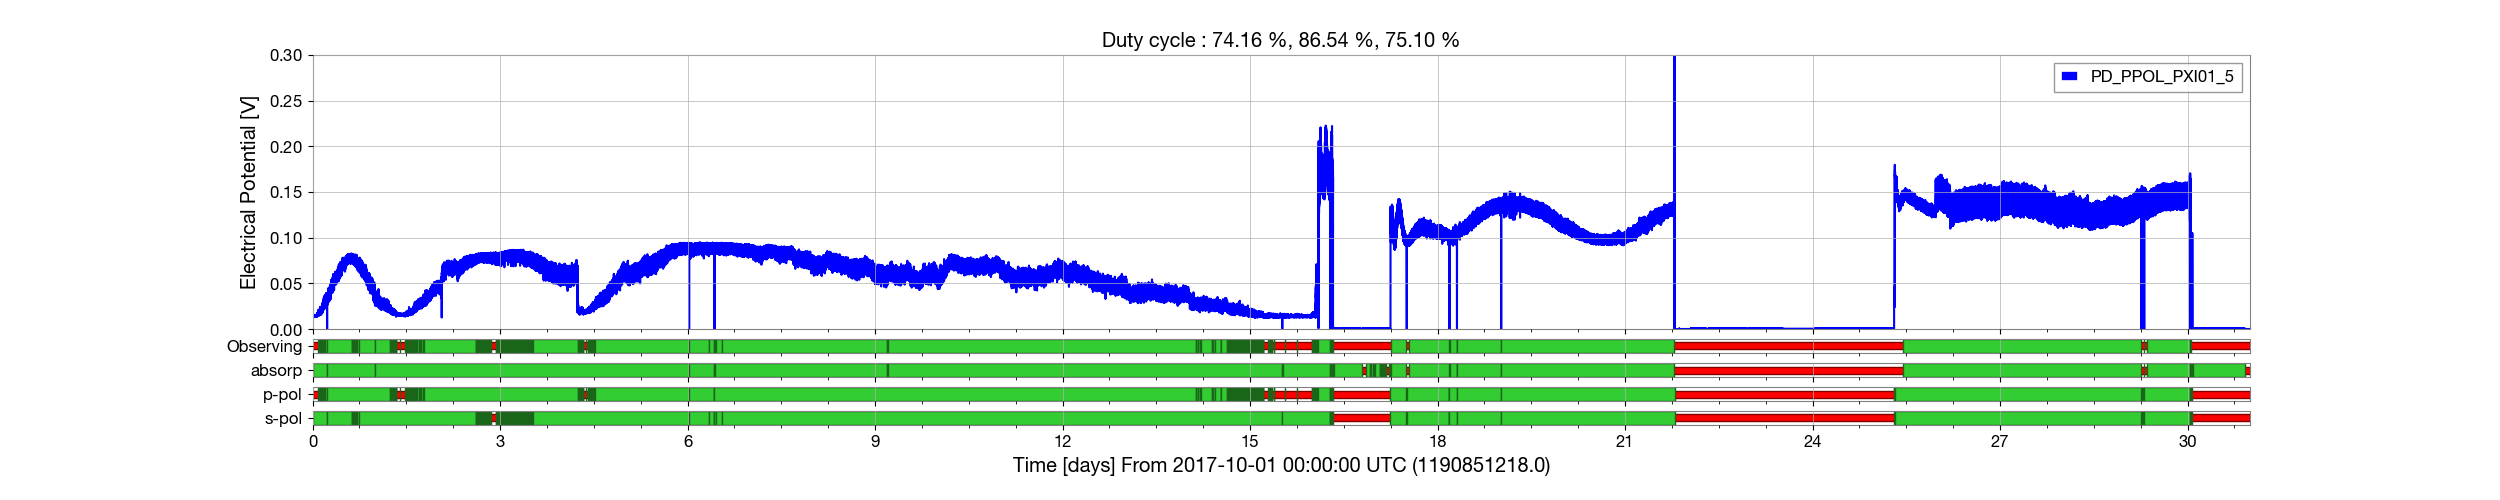 Duty cycle : 74.16 %, 86.54 %, 75.10 %
PD_PPOL_PXI01_5
Electrical Potential [V]
0.30
0.25
0.20
0.15
0.10
0.05
0.00
Observing
absorp
p-pol
s-pol
0 3 6 9 12 15 18 21 24 27 30
Time [days] From 2017-10-01 00:00:00 UTC (1190851218.0)